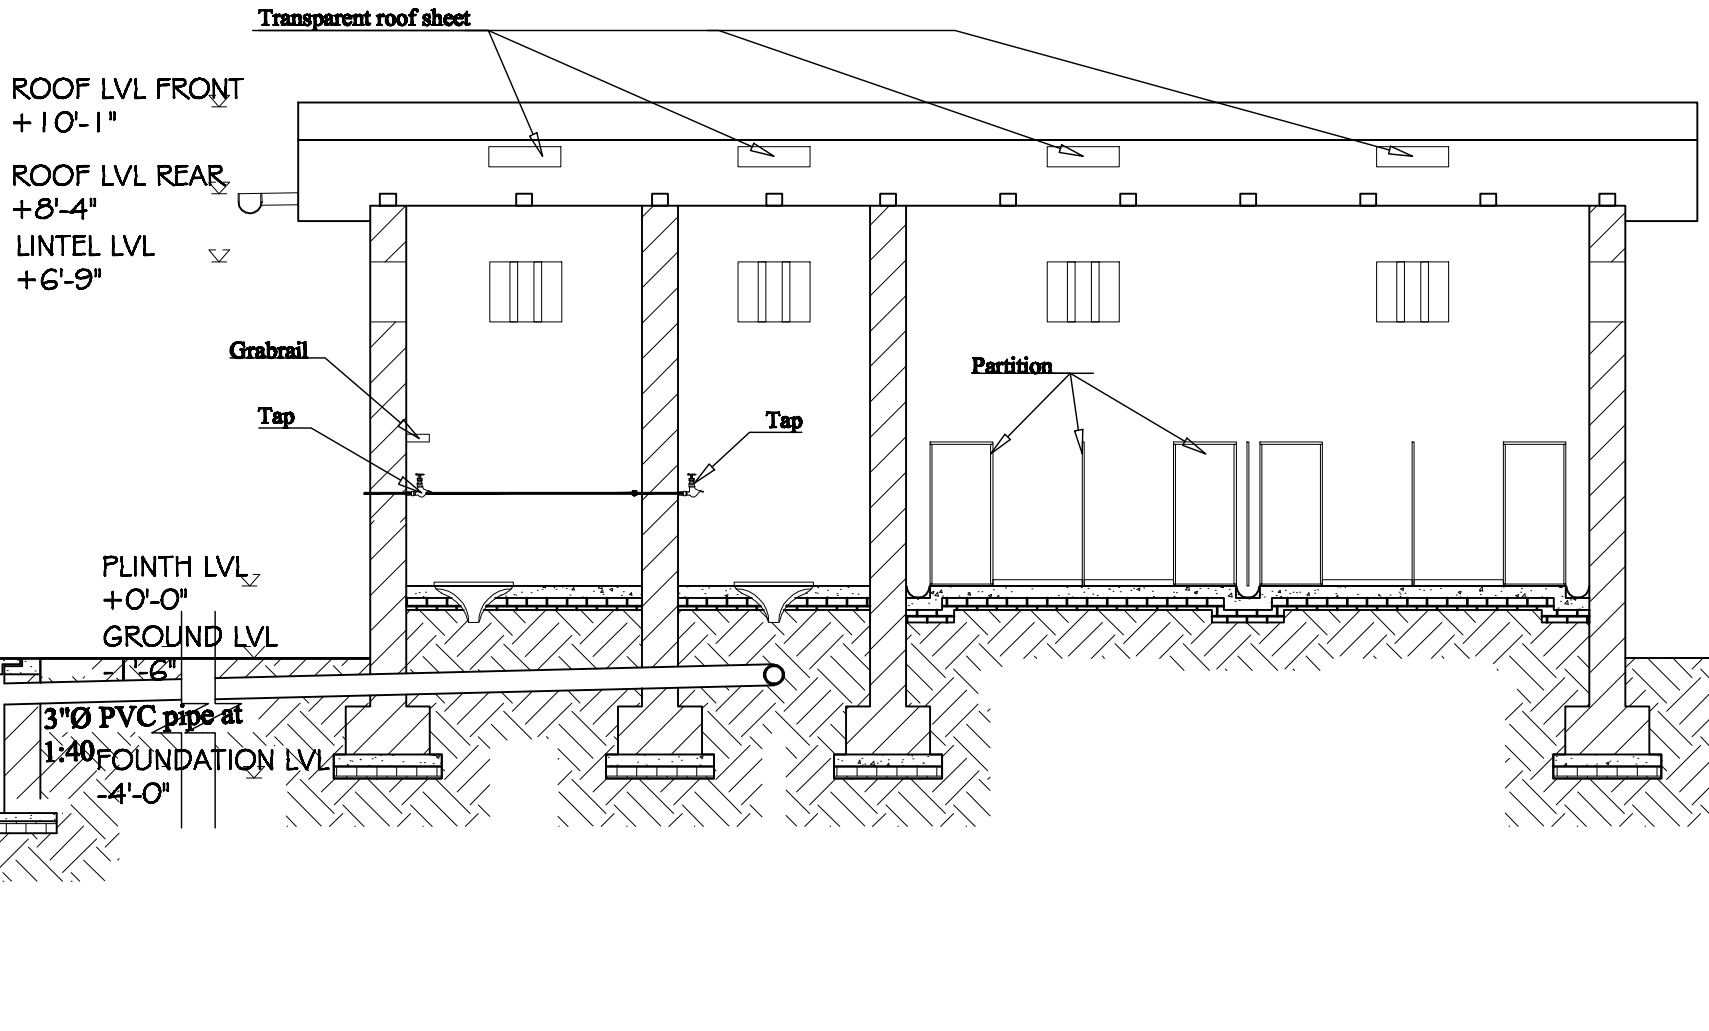 Transparent roof sheet
ROOF LVL FRONT
+10'-1"
ROOF LVL REAR
+8'-4"
LINTEL LVL
+6'-9"
Grabrail
Partition
Tap
Tap
PLINTH LVL
+0'-0"
GROUND LVL
-1'-6"
3"Ø PVC pipe at
1:40
FOUNDATION LVL
-4'-0"